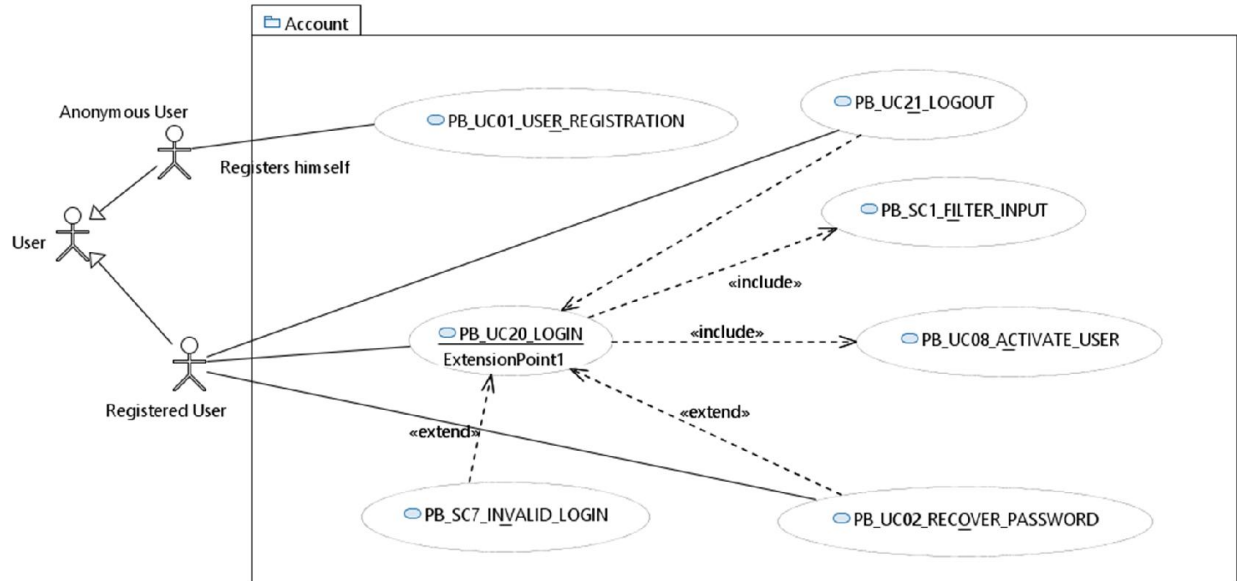 Account
Anonymous User
PB_UC21_LOGOUT
PB_UC01_USER_REGISTRATION
Registers himself
PB_SC1_FILTER_INPUT
User
«include»
PB_UC20_LOGIN
«include»
PB_UC08_ACTIVATE_USER
ExtensionPoint1
Registered User
«extend»
«extend»
PB_SC7_INVALID_LOGIN
PB_UC02_RECOVER_PASSWORD